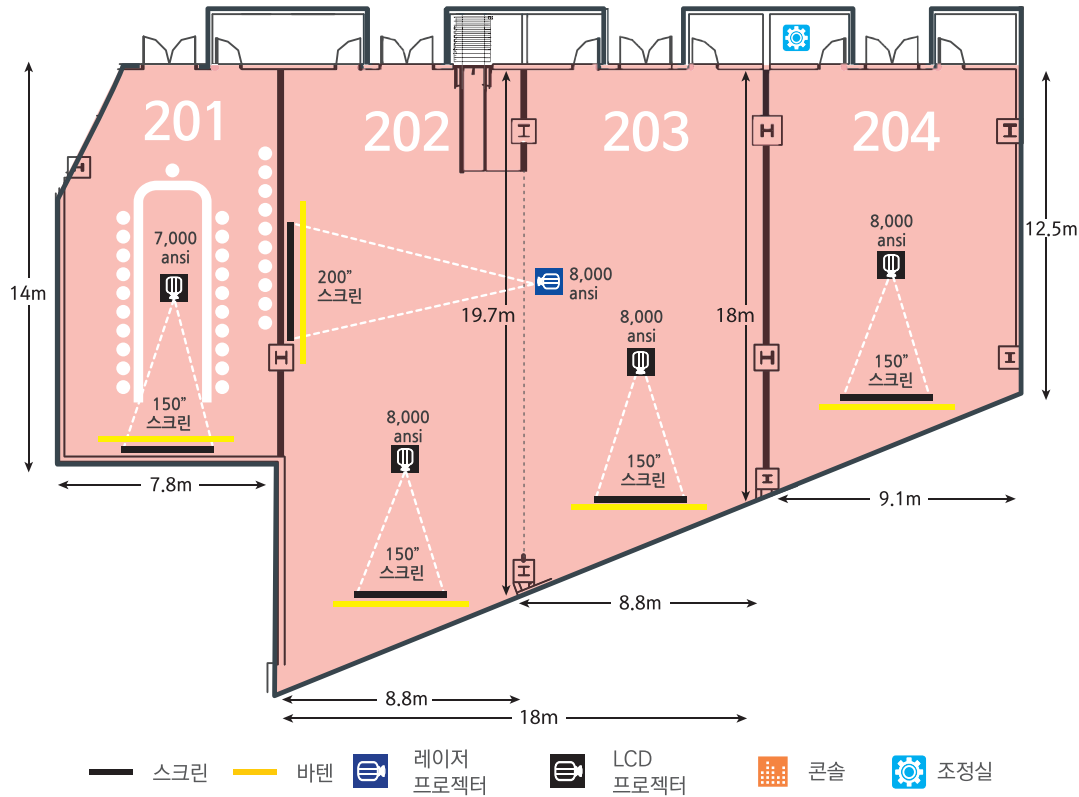 201
202
203
204
7,000
ansi
150”
스크린
14m
7.8m
200”
스크린
8,000
ansi
19.7m
8,000
ansi
150”
스크린
8,000
ansi
150”
스크린
18m
8,000
ansi
150”
스크린
12.5m
9.1m
8.8m
8.8m
18m
스크린
바텐
레이저
프로젝터
LCD
프로젝터
콘솔
조정실